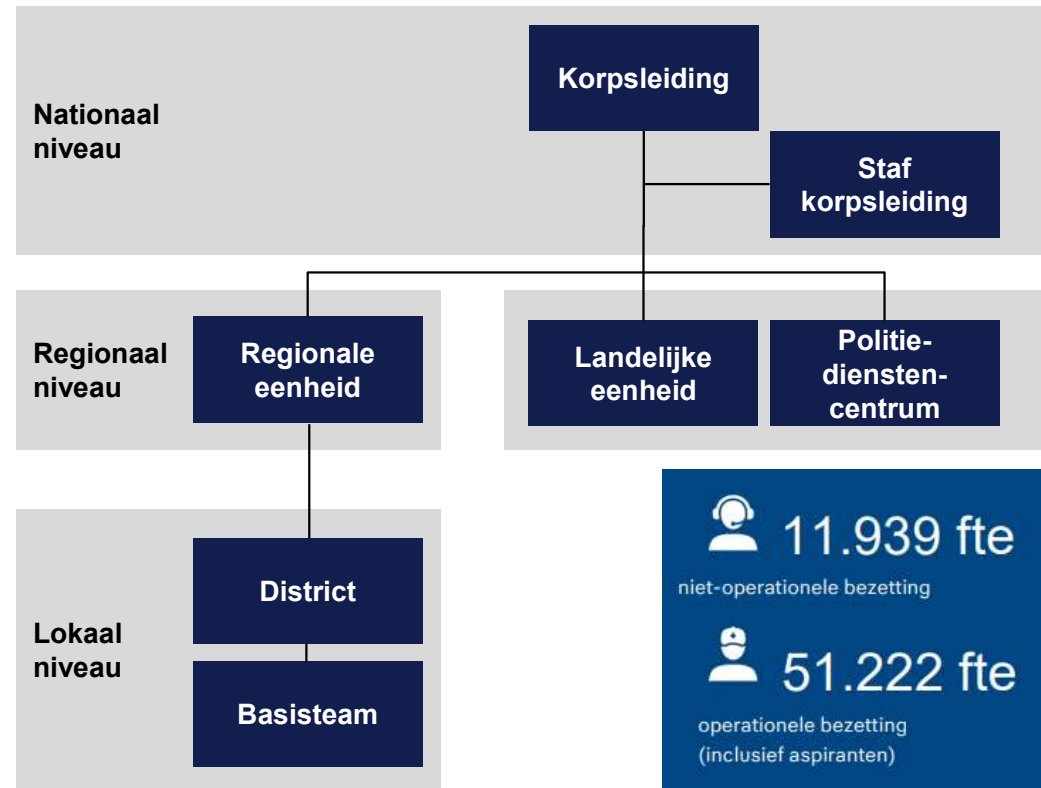 Nationaal
niveau
Korpsleiding
Staf
korpsleiding
Regionaal
niveau
Regionale
eenheid
Landelijke
eenheid
Politie-
diensten-
centrum
Lokaal
niveau
District
Basisteam
11.939 fte
niet-operationele bezetting
51.222 fte
operationele bezetting
(inclusief aspiranten)